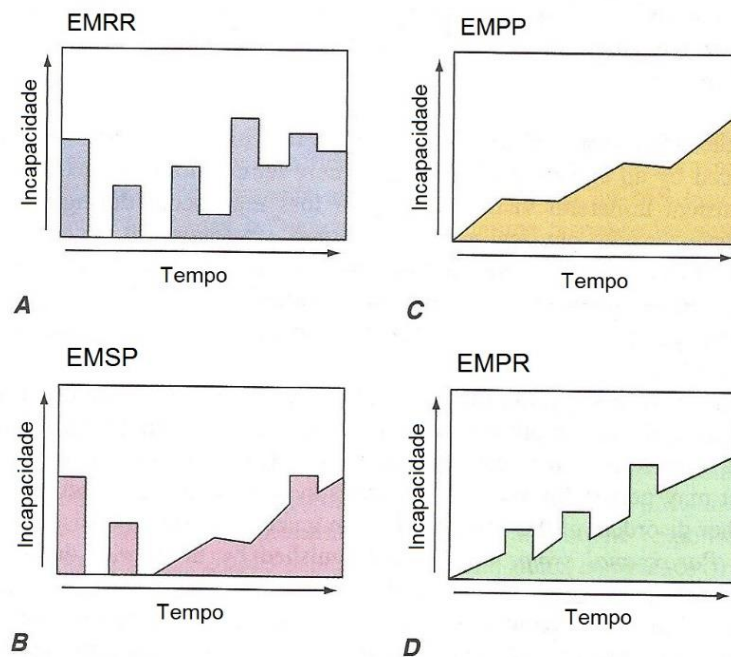 EMRR
Incapacidade
Tempo
A
EMPP
Incapacidade
Tempo
C
EMSP
Incapacidade
Tempo
B
EMPR
Incapacidade
Tempo
D